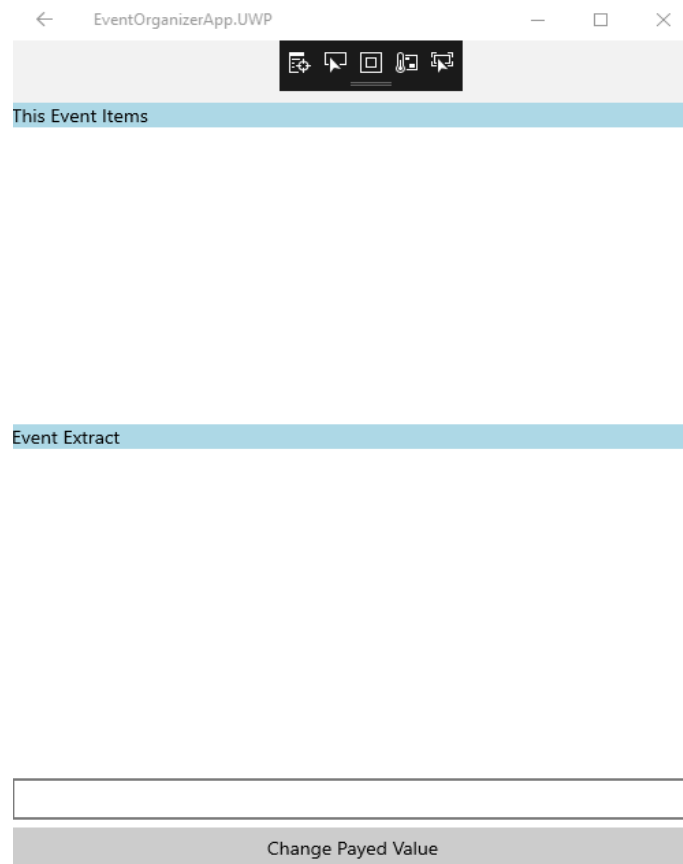 EventOrganizerApp.UWP
This Event Items
Event Extract
Change Payed Value